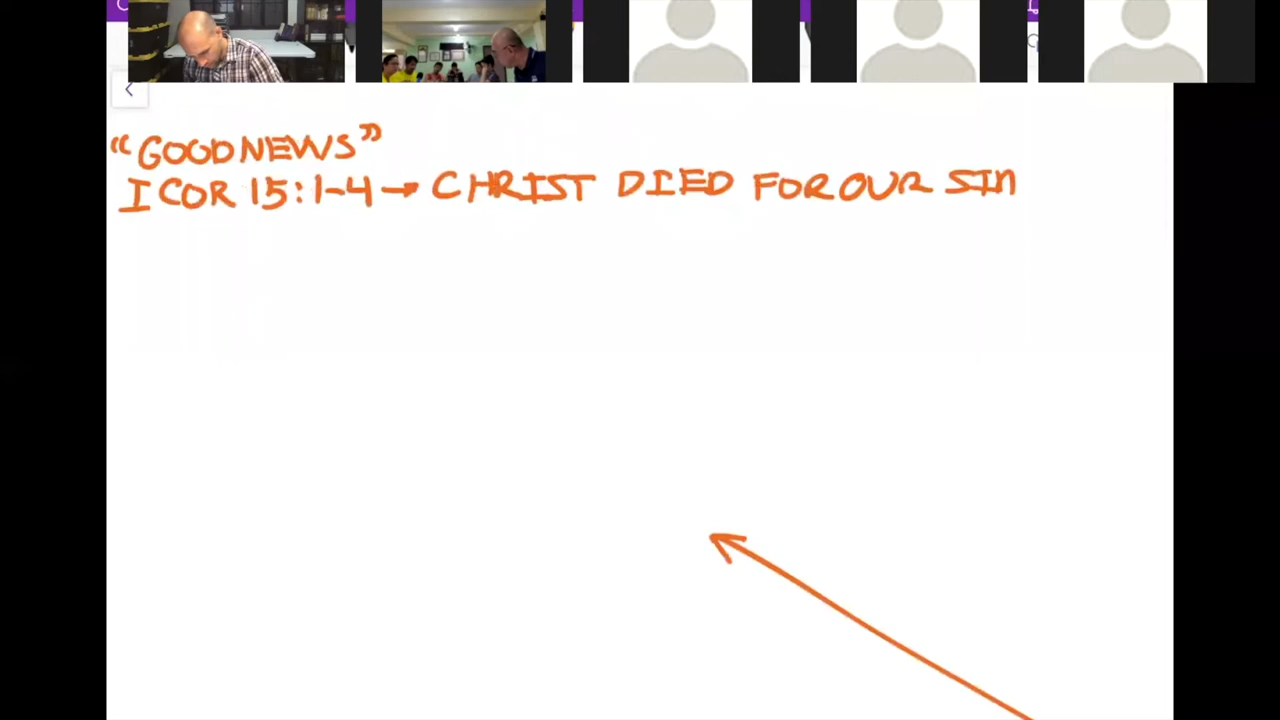 “GOODNEWS”
I COR 15:1-4 → CHRIST DIED FOR OUR SIn